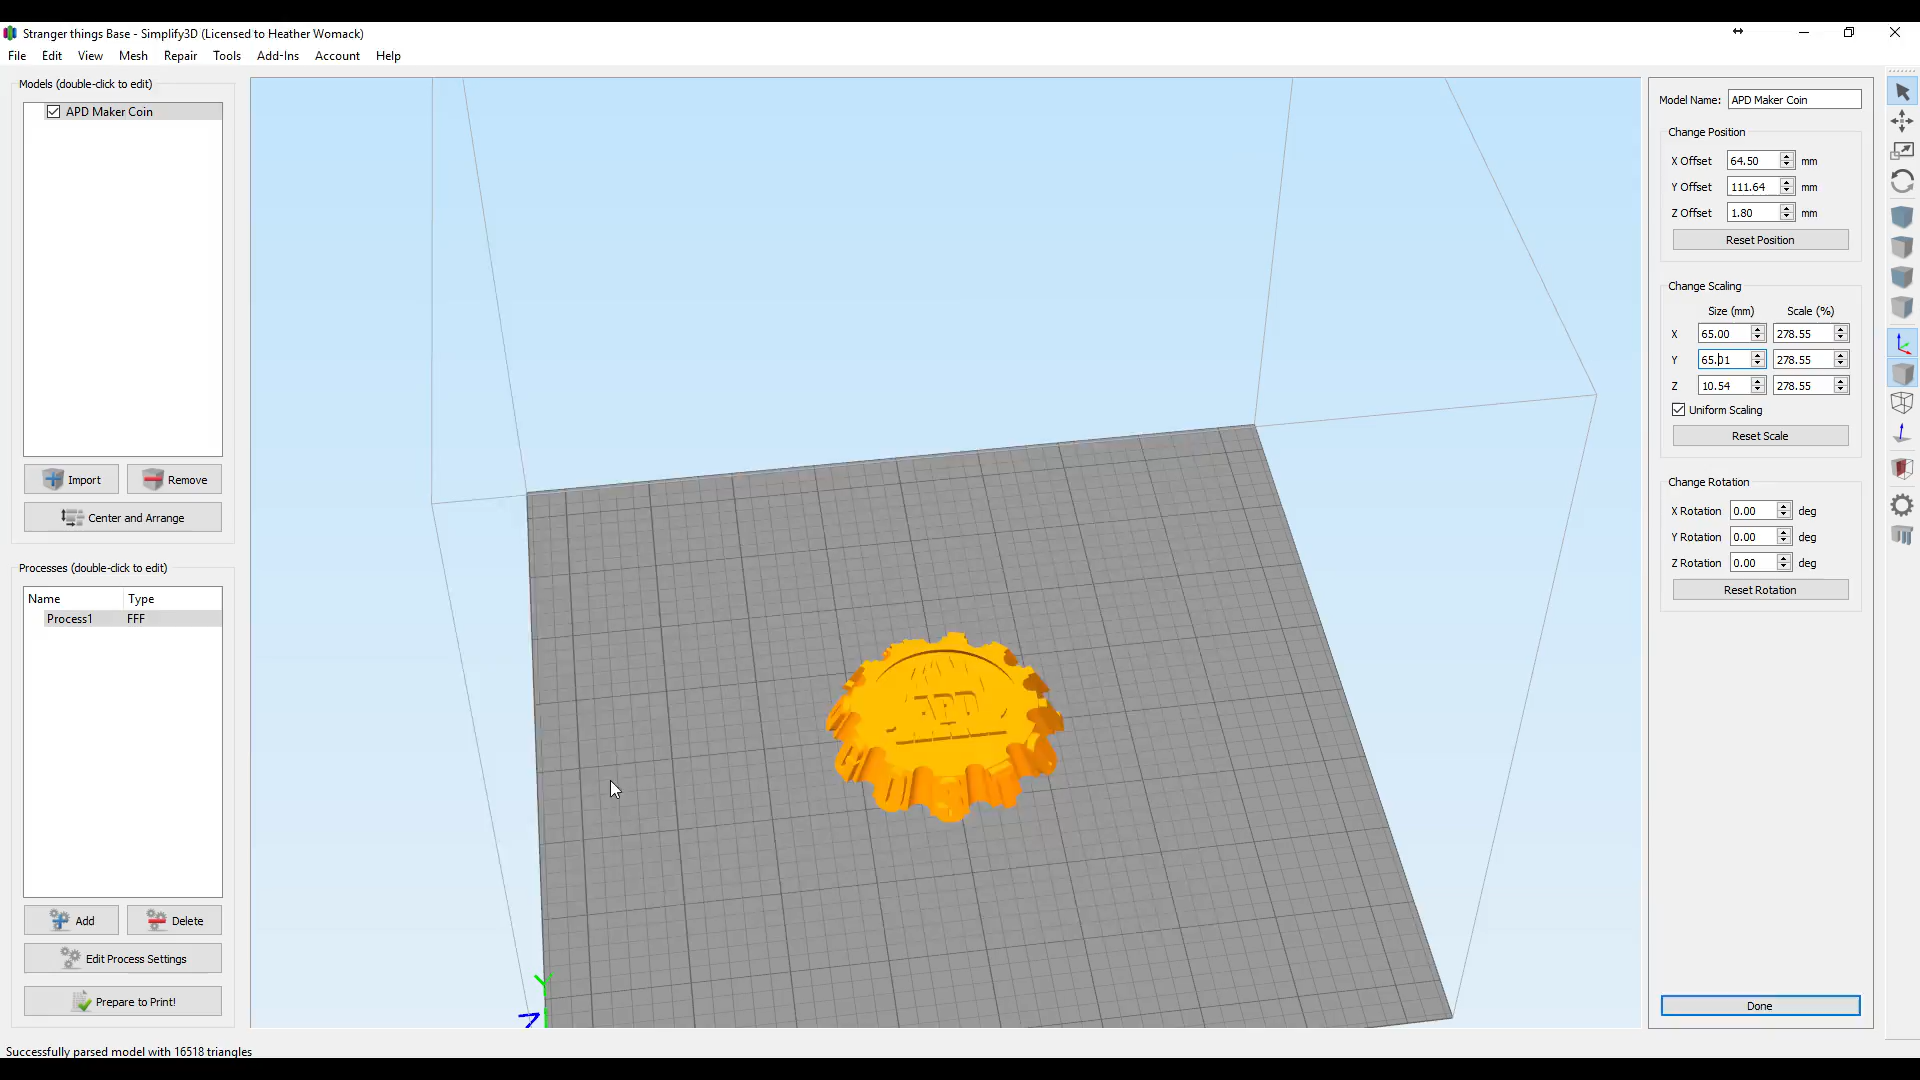 Stranger things Base - Simplify3D (Licensed to Heather Womack)
File Edit View Mesh Repair Tools Add-Ins Account Help
Models (double-click to edit)
APD Maker Coin
Import Remove
Center and Arrange
Processes (double-click to edit)
Name Type
Process1 FFF
Add Delete
Edit Process Settings
Prepare to Print!
Successfully parsed model with 16518 triangles
APD
Y
Z
Model Name: APD Maker Coin
Change Position
X Offset 64.50 mm
Y Offset 111.64 mm
Z Offset 1.80 mm
Reset Position
Change Scaling
Size (mm) Scale (%)
X 65.00 278.55
Y 65.01 278.55
Z 10.54 278.55
Uniform Scaling
Reset Scale
Change Rotation
X Rotation 0.00 deg
Y Rotation 0.00 deg
Z Rotation 0.00 deg
Reset Rotation
Done